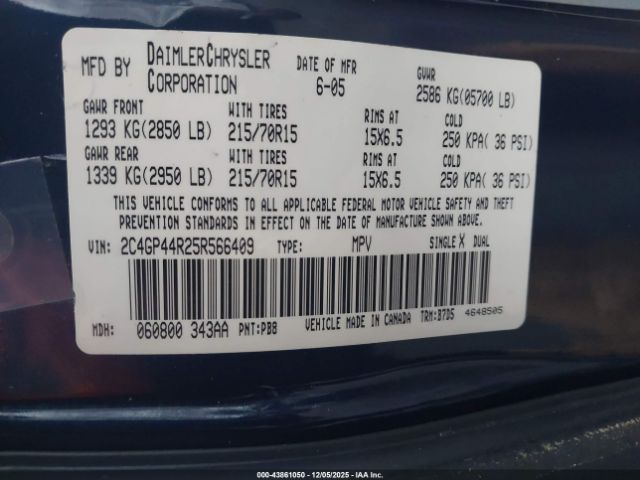 MFD BY DAIMLERCHRYSLER CORPORATION DATE OF MFR 6-05 GVWR 2586 KG(05700 LB)
GAWR FRONT WITH TIRES RIMS AT COLD
1293 KG(2850 LB) 215/70R15 15X6.5 250 KPA( 36 PSI)
GAWR REAR WITH TIRES RIMS AT COLD
1339 KG(2950 LB) 215/70R15 15X6.5 250 KPA( 36 PSI)
THIS VEHICLE CONFORMS TO ALL APPLICABLE FEDERAL MOTOR VEHICLE SAFETY AND THEFT
PREVENTION STANDARDS IN EFFECT ON THE DATE OF MANUFACTURE SHOWN ABOVE.
VIN: 2C4GP44R25R566409 TYPE: MPV SINGLE X DUAL
MDH: 060800 343AA PNT:PB8 VEHICLE MADE IN CANADA TRM:B7D5 4648505
000-43861050 - 12/05/2025 - IAAI